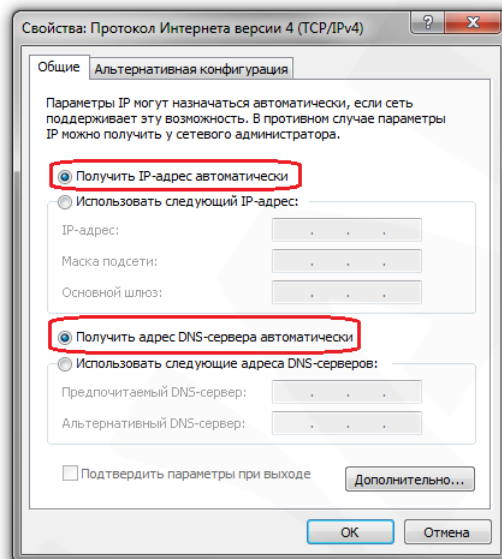 Свойства: Протокол Интернета версии 4 (TCP/IPv4)
Общие
Альтернативная конфигурация
Параметры IP могут назначаться автоматически, если сеть
поддерживает эту возможность. В противном случае параметры
IP можно получить у сетевого администратора.
Получить IP-адрес автоматически
Использовать следующий IP-адрес:
IP-адрес:
Маска подсети:
Основной шлюз:
Получить адрес DNS-сервера автоматически
Использовать следующие адреса DNS-серверов:
Предпочитаемый DNS-сервер:
Альтернативный DNS-сервер:
Подтвердить параметры при выходе
Дополнительно...
ОК
Отмена